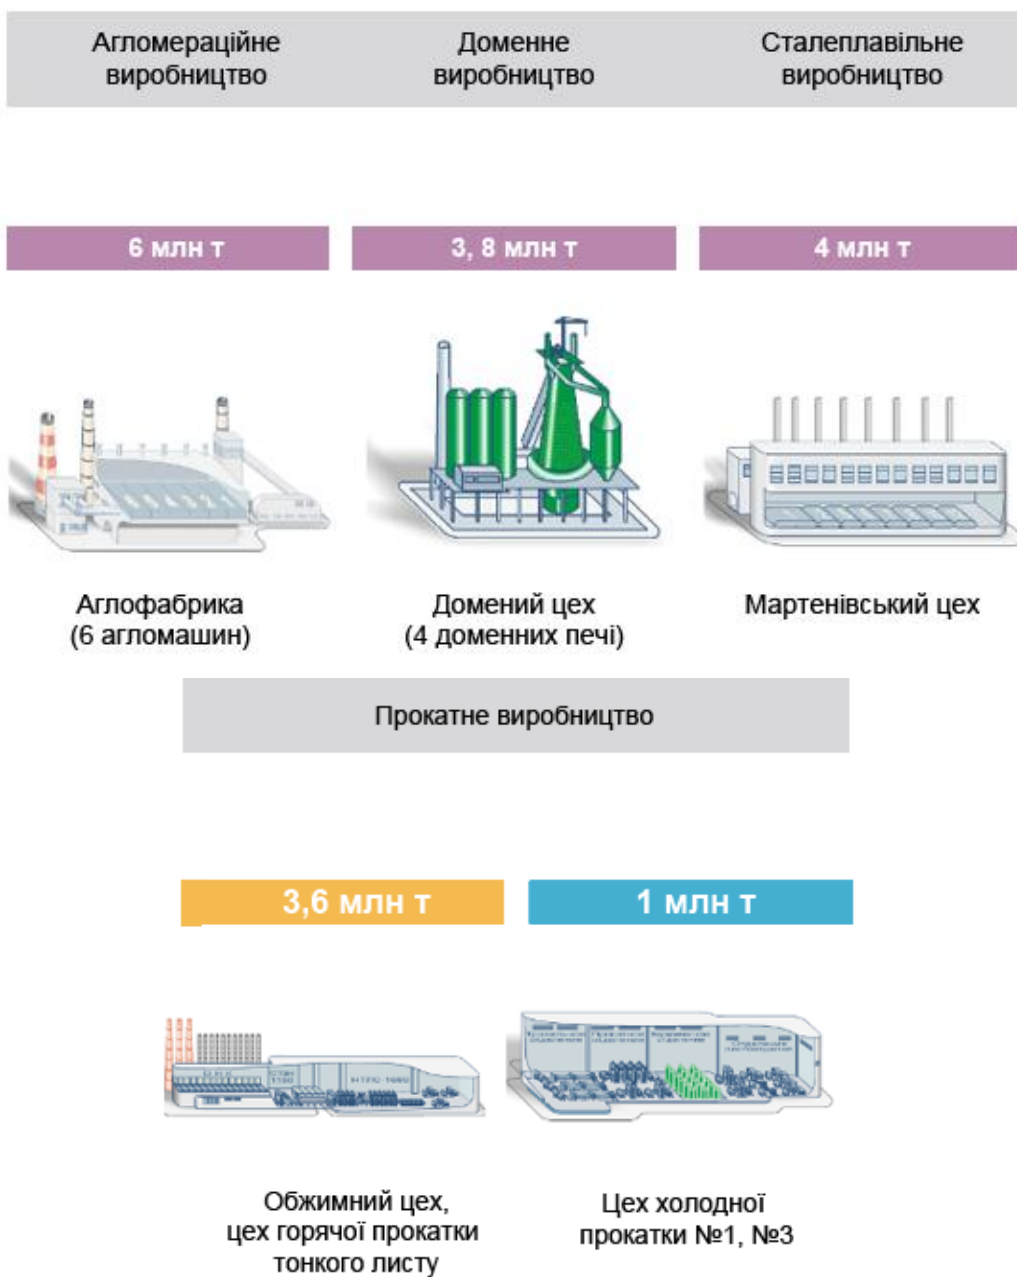 Агломераційне
виробництво
Доменне
виробництво
Сталеплавільне
виробництво
6 млн т
3, 8 млн т
4 млн т
Аглофабрика
(6 агломашин)
Домений цех
(4 доменних печі)
Мартенівський цех
Прокатне виробництво
3,6 млн т
1 млн т
Обжимний цех,
цех горячої прокатки
тонкого листу
Цех холодної
прокатки №1, №3